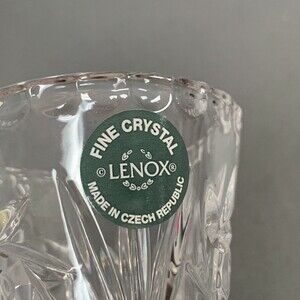 FINE CRYSTAL
© LENOX®
MADE IN CZECH REPUBLIC